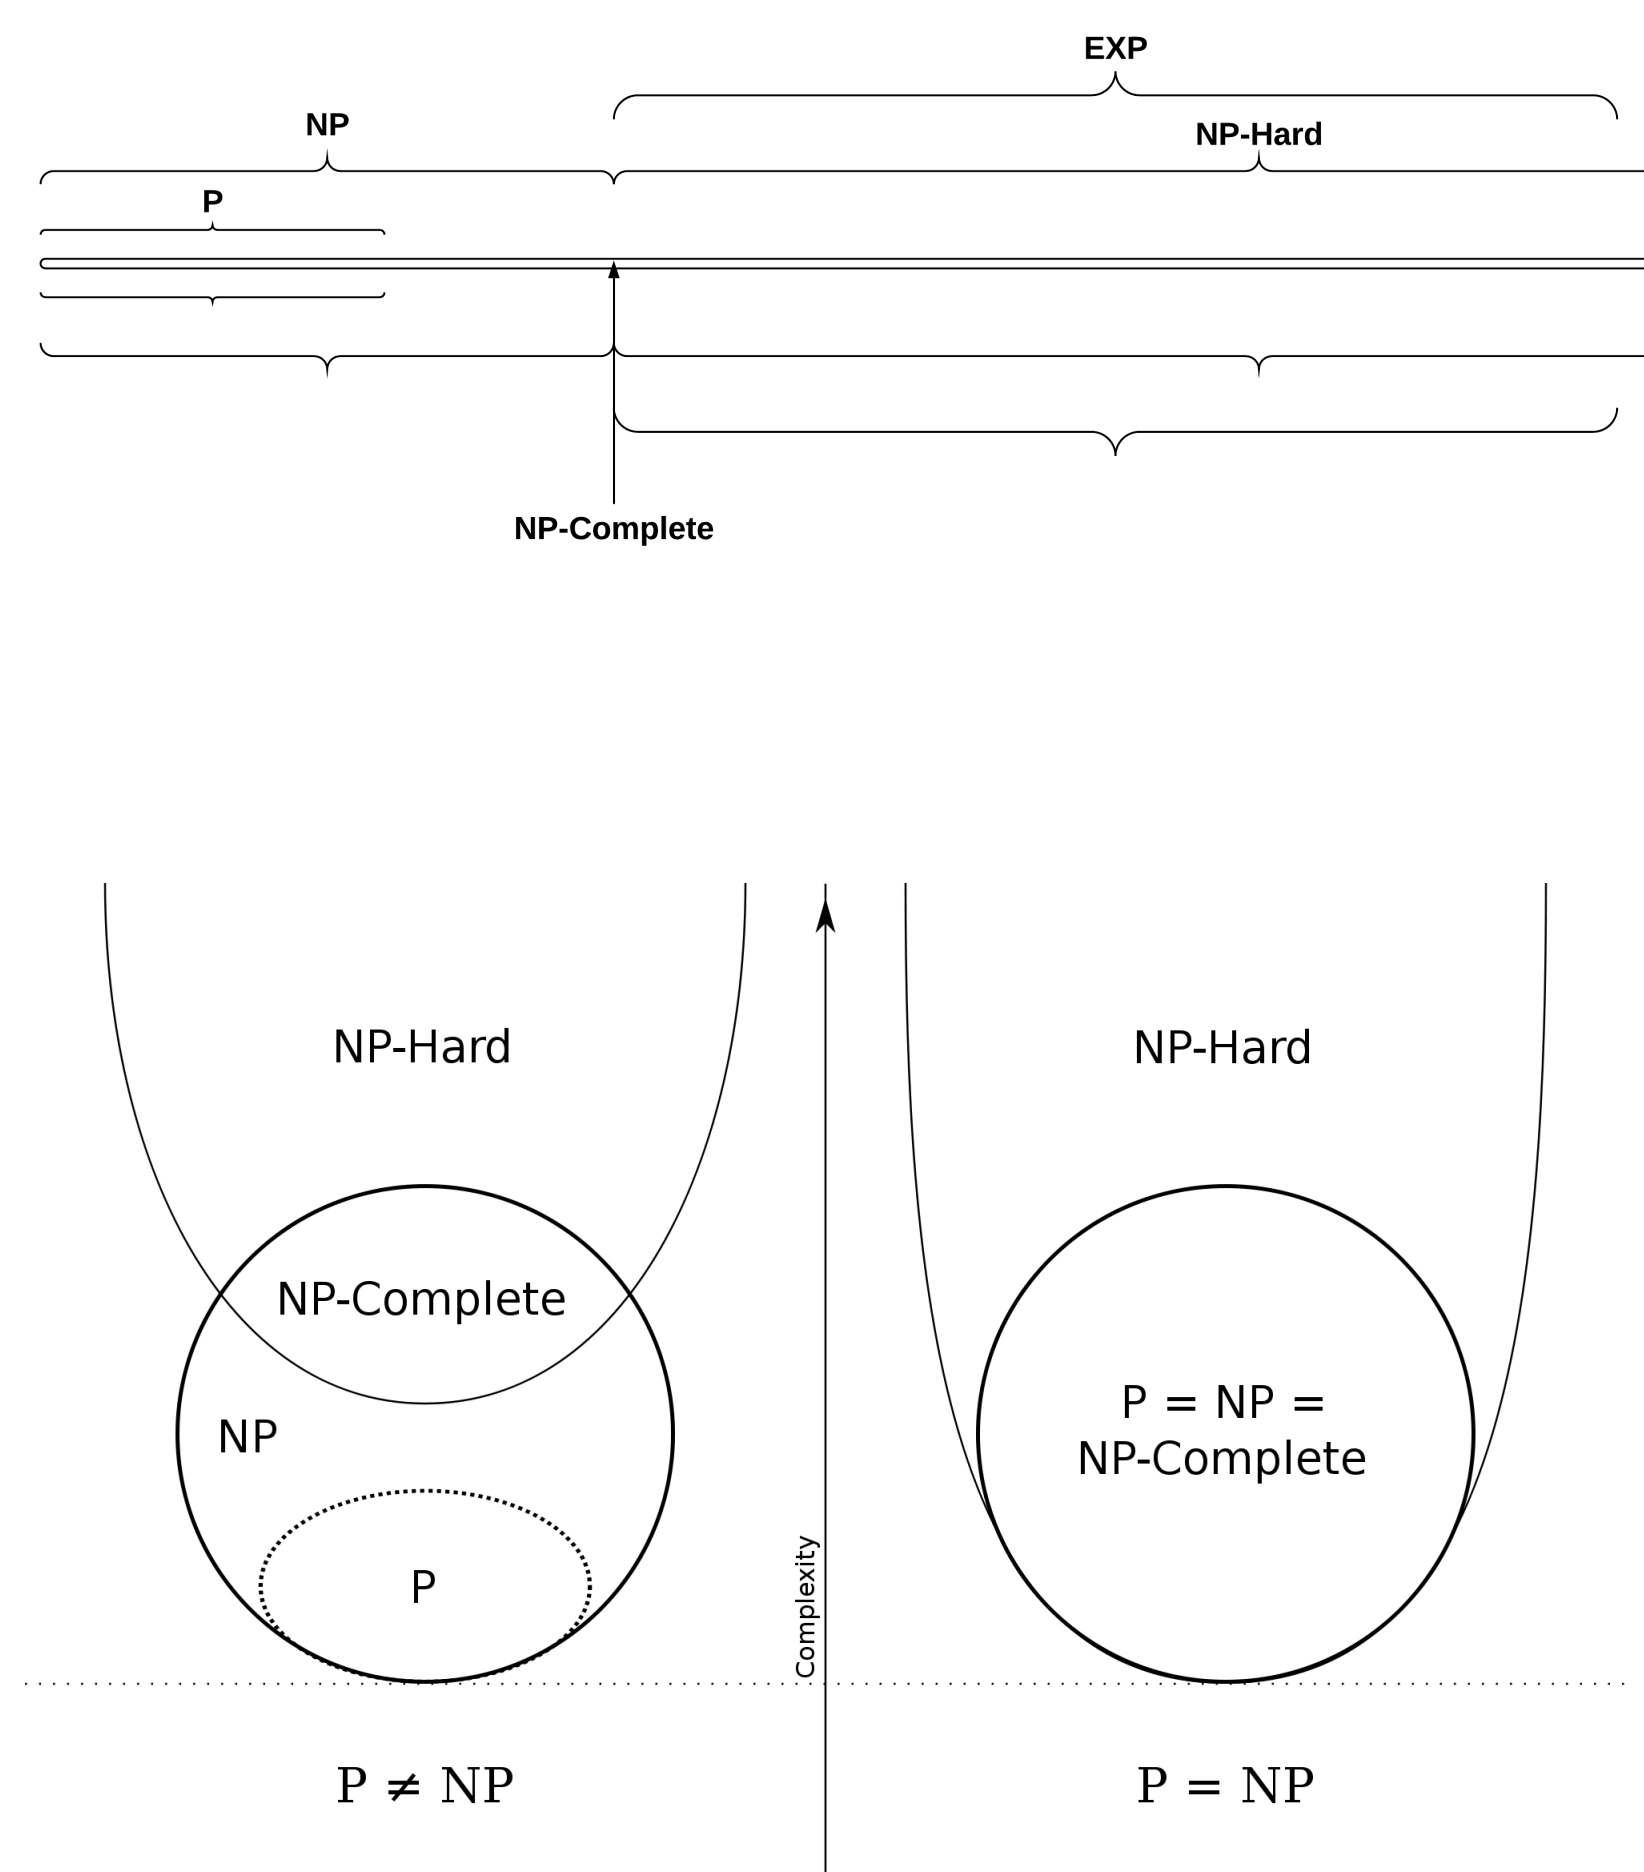 EXP
NP
NP-Hard
P
NP-Complete
NP-Hard
NP-Complete
NP
P
Complexity
NP-Hard
P = NP =
NP-Complete
P ≠ NP
P = NP